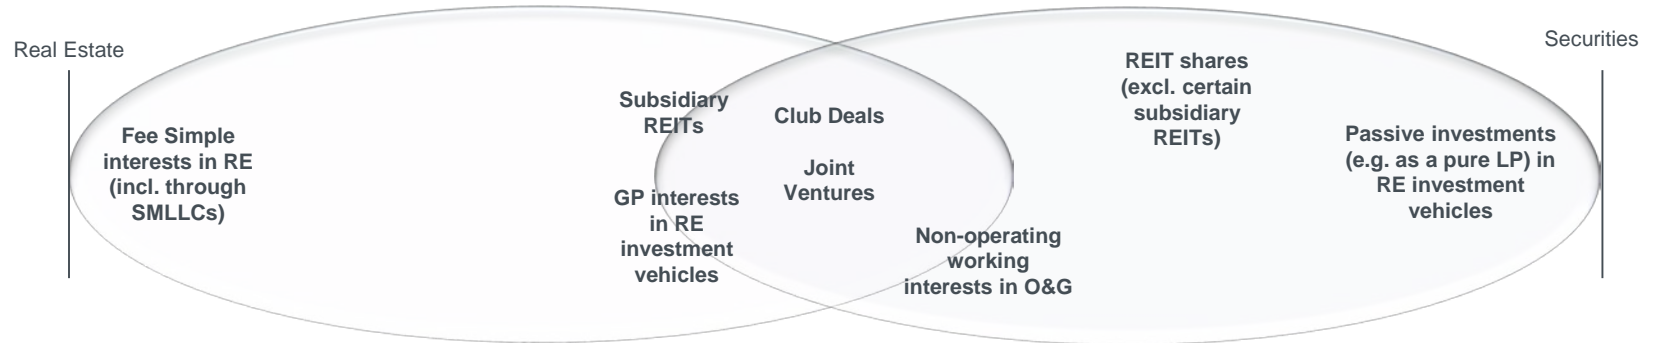 Real Estate
Securities
Fee Simple
interests in RE
(incl. through
SMLLCs)
Subsidiary
REITs
GP interests
in RE
investment
vehicles
Club Deals
Joint
Ventures
Non-operating
working
interests in O&G
REIT shares
(excl. certain
subsidiary
REITs)
Passive investments
(e.g. as a pure LP) in
RE investment
vehicles